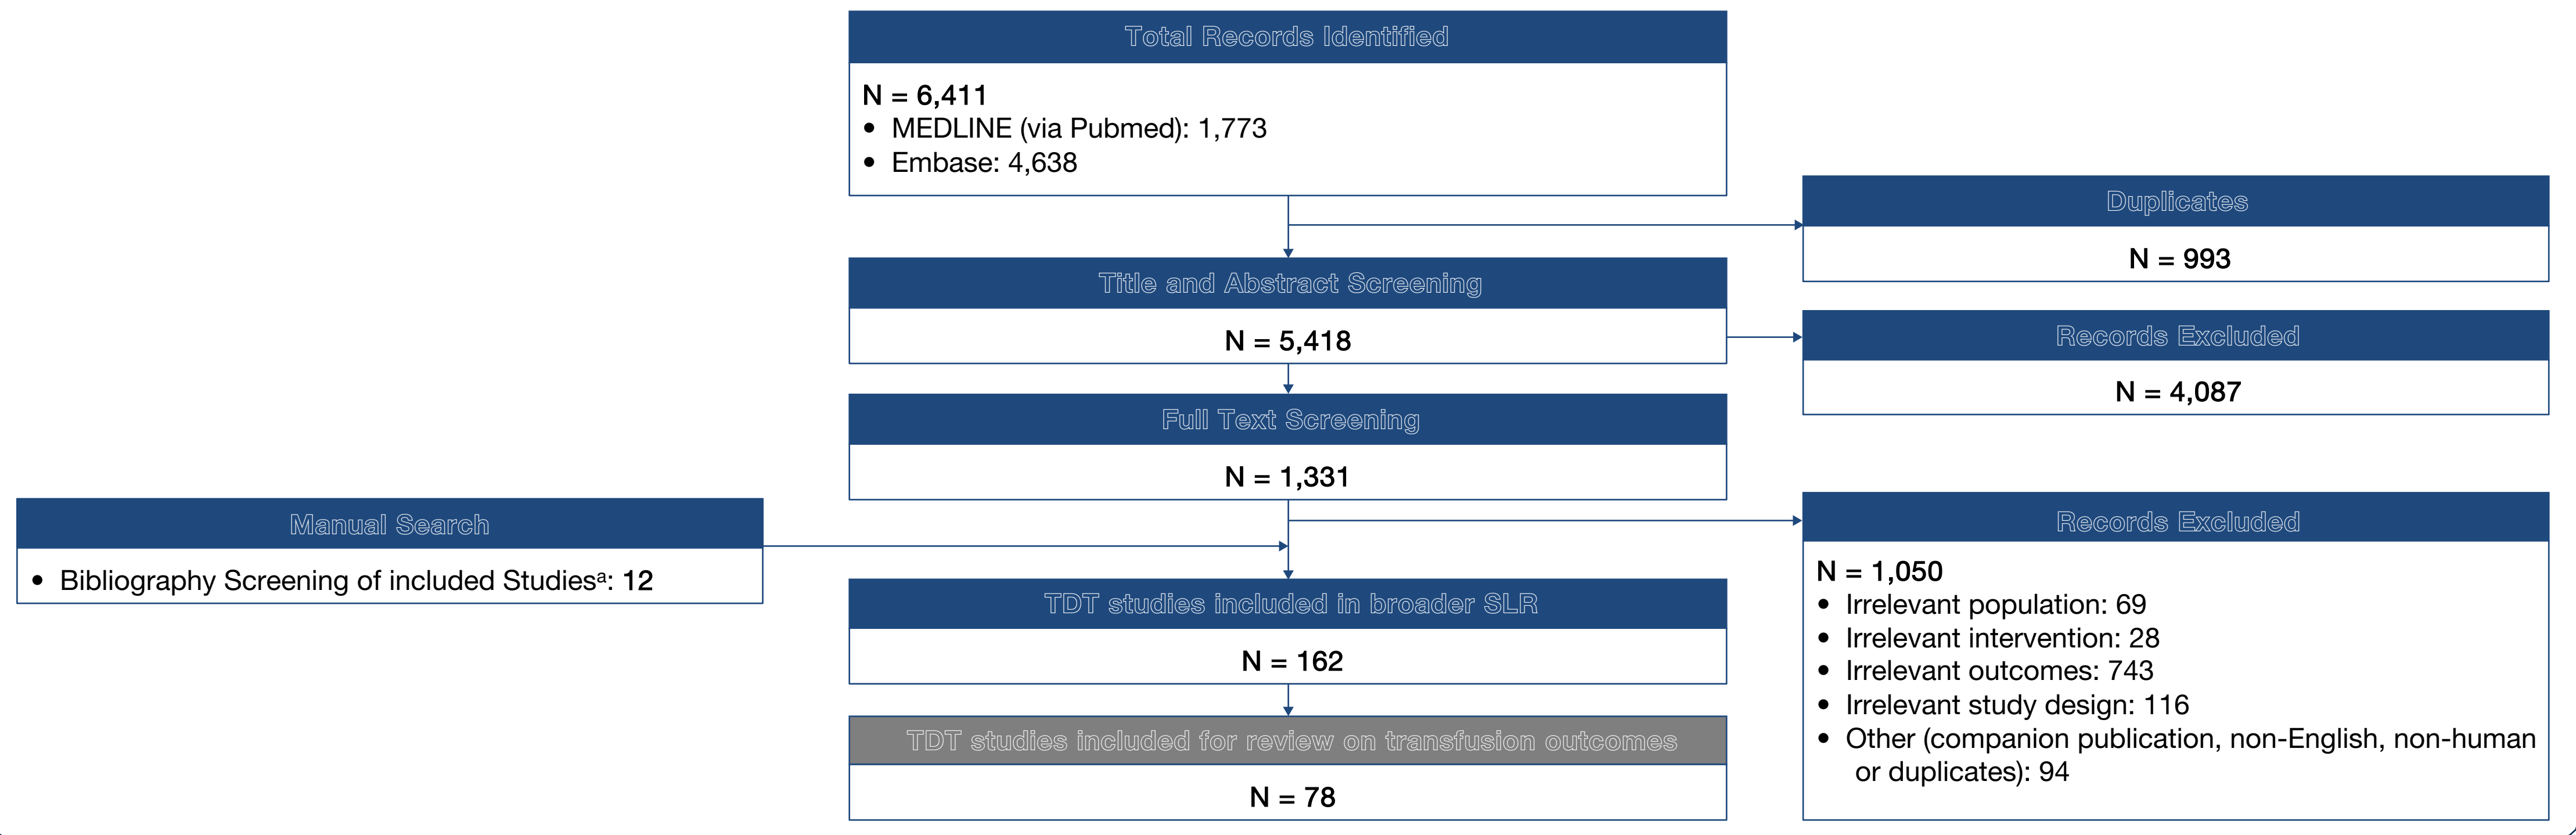 Total Records Identified
N = 6,411
• MEDLINE (via Pubmed): 1,773
• Embase: 4,638
Duplicates
N = 993
Title and Abstract Screening
N = 5,418
Records Excluded
N = 4,087
Full Text Screening
N = 1,331
Manual Search
• Bibliography Screening of included Studiesᵃ: 12
Records Excluded
N = 1,050
• Irrelevant population: 69
• Irrelevant intervention: 28
• Irrelevant outcomes: 743
• Irrelevant study design: 116
• Other (companion publication, non-English, non-human
or duplicates): 94
TDT studies included in broader SLR
N = 162
TDT studies included for review on transfusion outcomes
N = 78